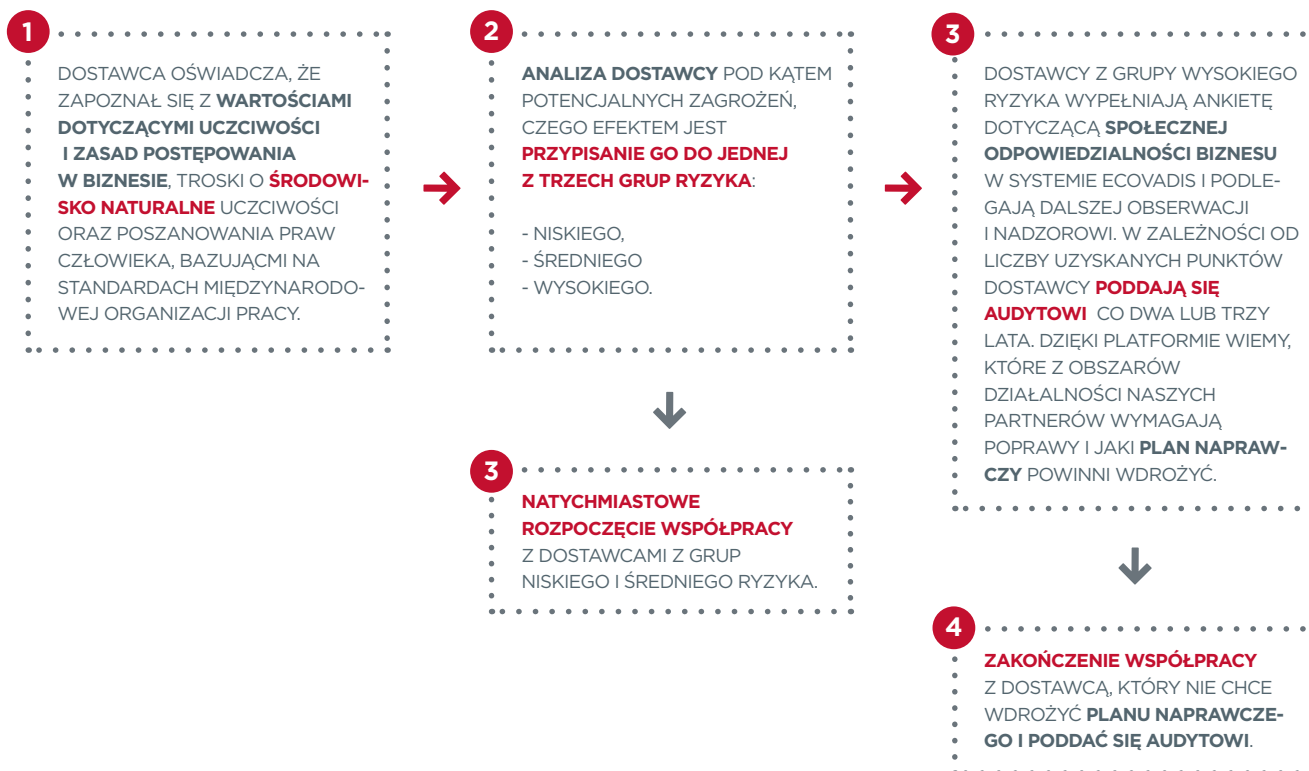 1
DOSTAWCA OŚWIADCZA, ŻE
ZAPOZNAŁ SIĘ Z WARTOŚCIAMI
DOTYCZĄCYMI UCZCIWOŚCI
I ZASAD POSTĘPOWANIA
W BIZNESIE, TROSKI O ŚRODOWI-
SKO NATURALNE UCZCIWOŚCI
ORAZ POSZANOWANIA PRAW
CZŁOWIEKA, BAZUJĄCMI NA
STANDARDACH MIĘDZYNARODO-
WEJ ORGANIZACJI PRACY.
2
ANALIZA DOSTAWCY POD KĄTEM
POTENCJALNYCH ZAGROŻEŃ,
CZEGO EFEKTEM JEST
PRZYPISANIE GO DO JEDNEJ
Z TRZECH GRUP RYZYKA:
- NISKIEGO,
- ŚREDNIEGO
- WYSOKIEGO.
3
NATYCHMIASTOWE
ROZPOCZĘCIE WSPÓŁPRACY
Z DOSTAWCAMI Z GRUP
NISKIEGO I ŚREDNIEGO RYZYKA.
3
DOSTAWCY Z GRUPY WYSOKIEGO
RYZYKA WYPEŁNIAJĄ ANKIETĘ
DOTYCZĄCĄ SPOŁECZNEJ
ODPOWIEDZIALNOŚCI BIZNESU
W SYSTEMIE ECOVADIS I PODLE-
GAJĄ DALSZEJ OBSERWACJI
I NADZOROWI. W ZALEŻNOŚCI OD
LICZBY UZYSKANYCH PUNKTÓW
DOSTAWCY PODDAJĄ SIĘ
AUDYTOWI CO DWA LUB TRZY
LATA. DZIĘKI PLATFORMIE WIEMY,
KTÓRE Z OBSZARÓW
DZIAŁALNOŚCI NASZYCH
PARTNERÓW WYMAGAJĄ
POPRAWY I JAKI PLAN NAPRAW-
CZY POWINNI WDROŻYĆ.
4
ZAKOŃCZENIE WSPÓŁPRACY
Z DOSTAWCĄ, KTÓRY NIE CHCE
WDROŻYĆ PLANU NAPRAWCZE-
GO I PODDAĆ SIĘ AUDYTOWI.